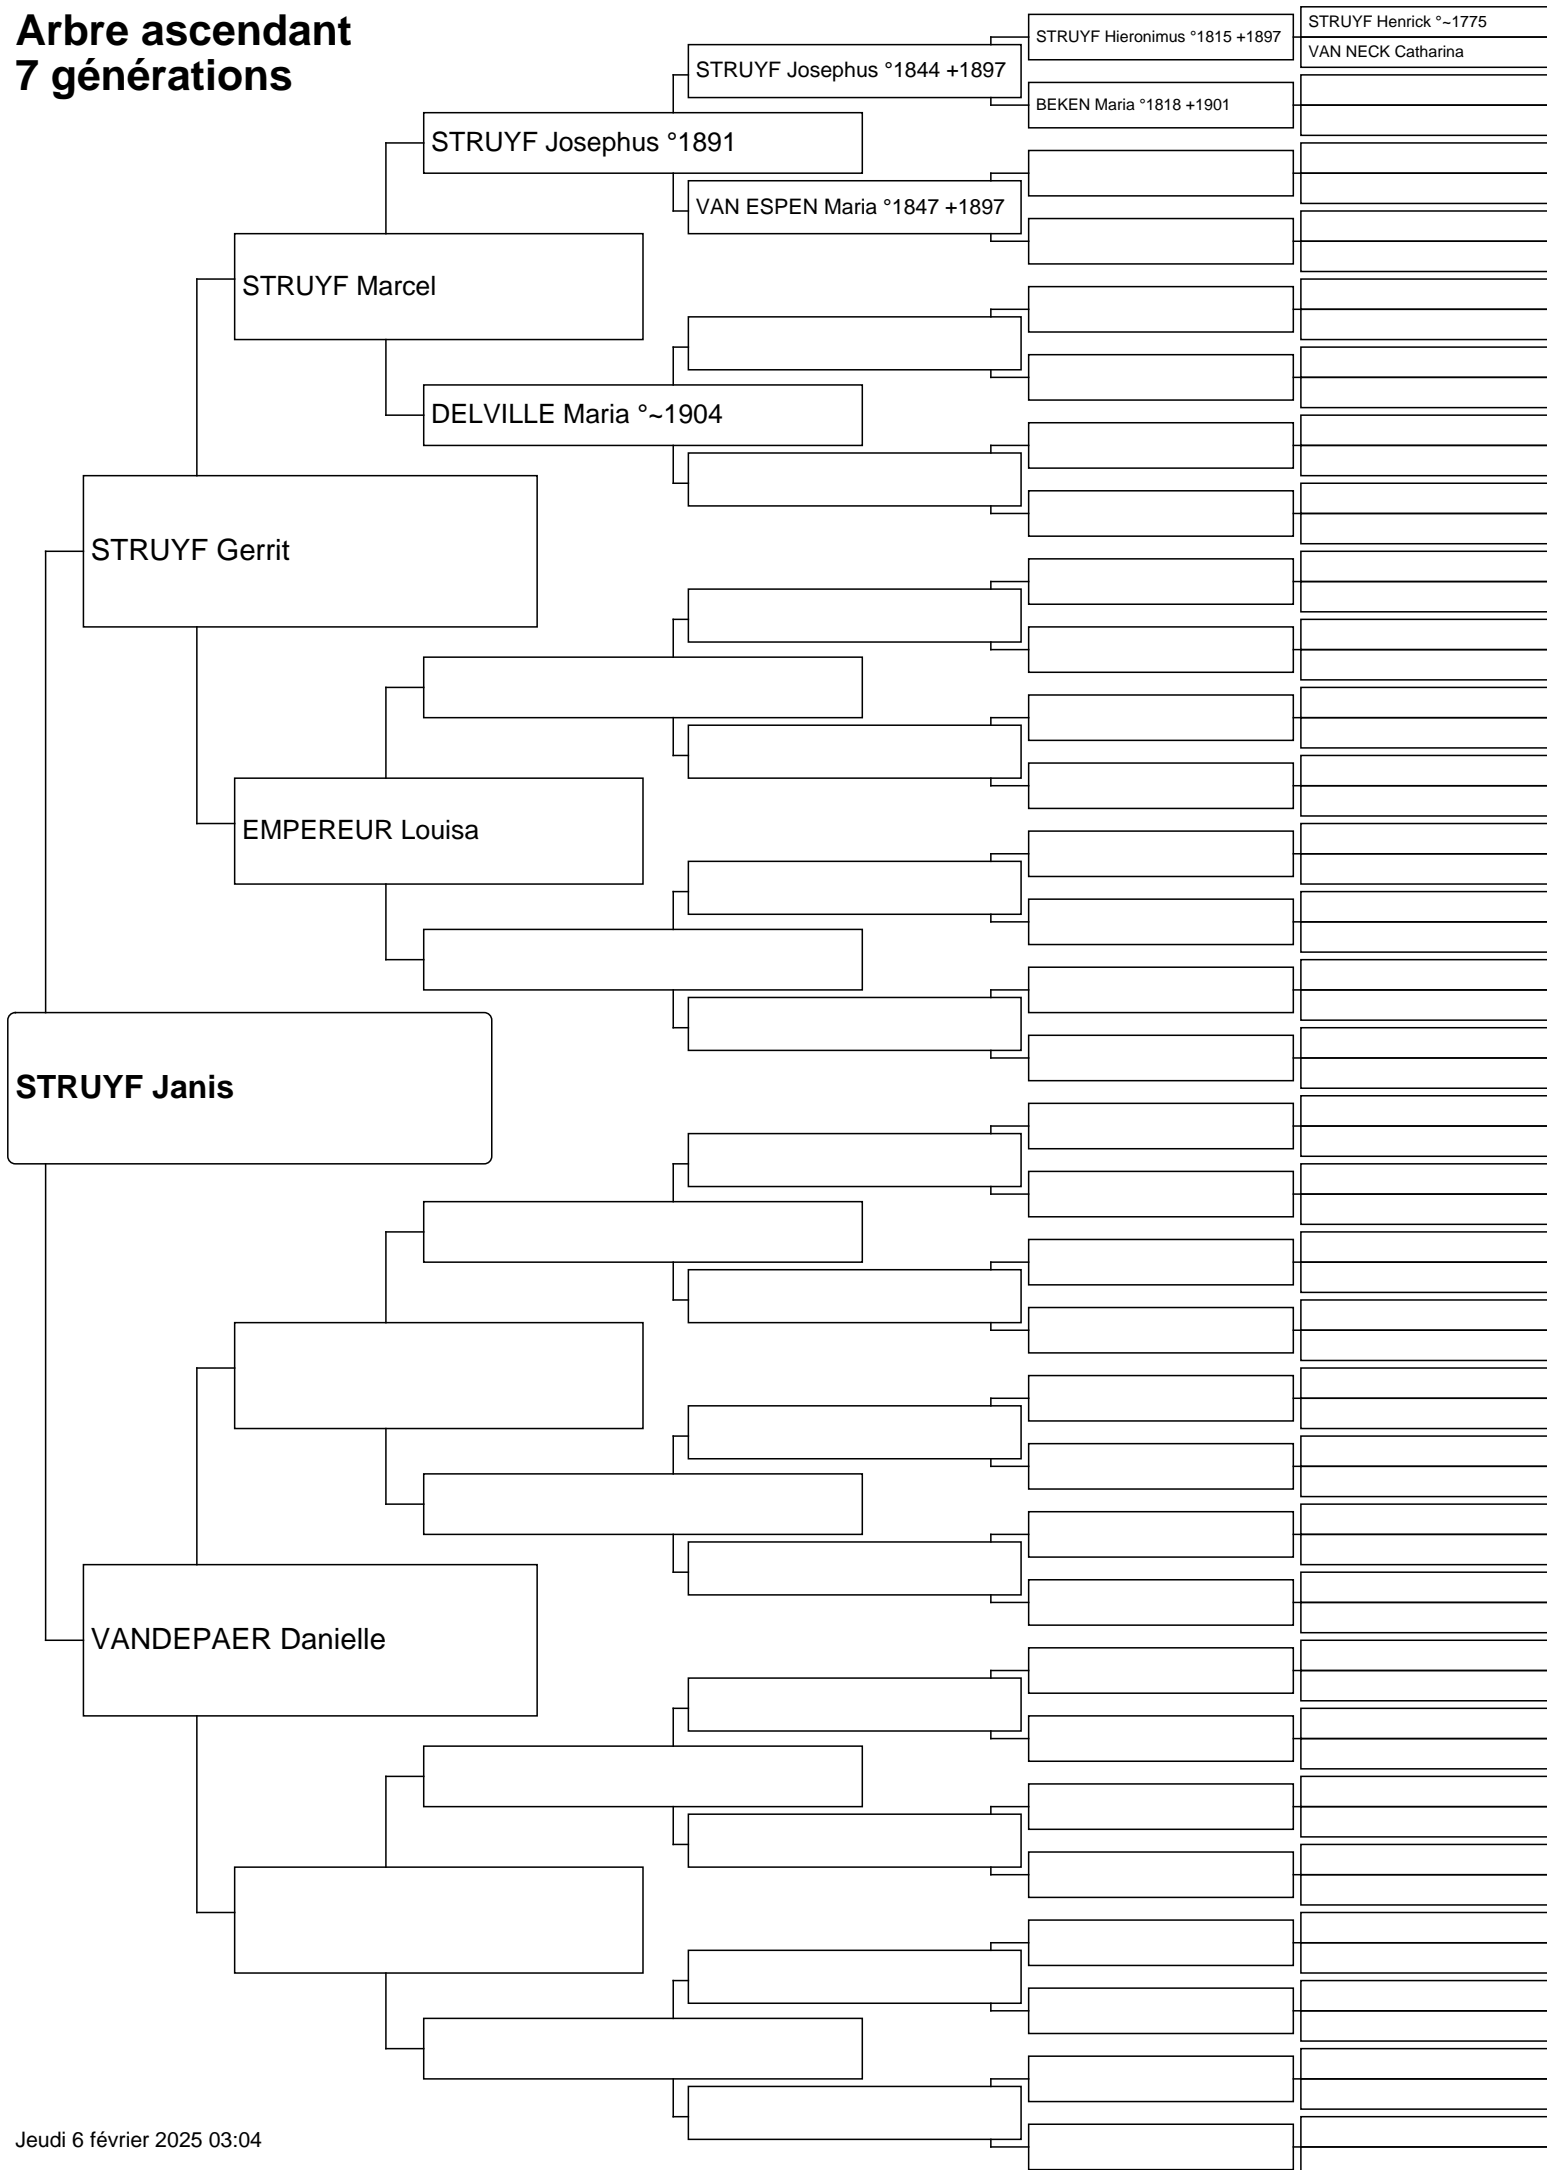 Arbre ascendant
7 générations
STRUYF Henrick °~1775
STRUYF Hieronimus °1815 +1897
VAN NECK Catharina
STRUYF Josephus °1844 +1897
BEKEN Maria °1818 +1901
STRUYF Josephus °1891
VAN ESPEN Maria °1847 +1897
STRUYF Marcel
DELVILLE Maria °~1904
STRUYF Gerrit
EMPEREUR Louisa
STRUYF Janis
VANDEPAER Danielle
Jeudi 6 février 2025 03:04